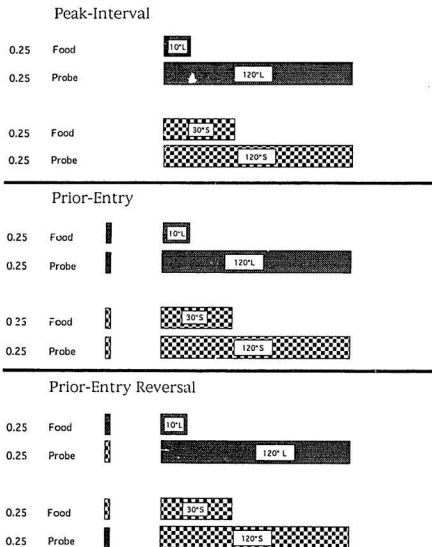 Peak-Interval
0.25 Food 10"L
0.25 Probe 120"L
0.25 Food 30"S
0.25 Probe 120"S
Prior-Entry
0.25 Food 10"L
0.25 Probe 120"L
0 25 Food 30"S
0.25 Probe 120"S
Prior-Entry Reversal
0.25 Food 10"L
0.25 Probe 120" L
0.25 Food 30"S
0.25 Probe 120"S